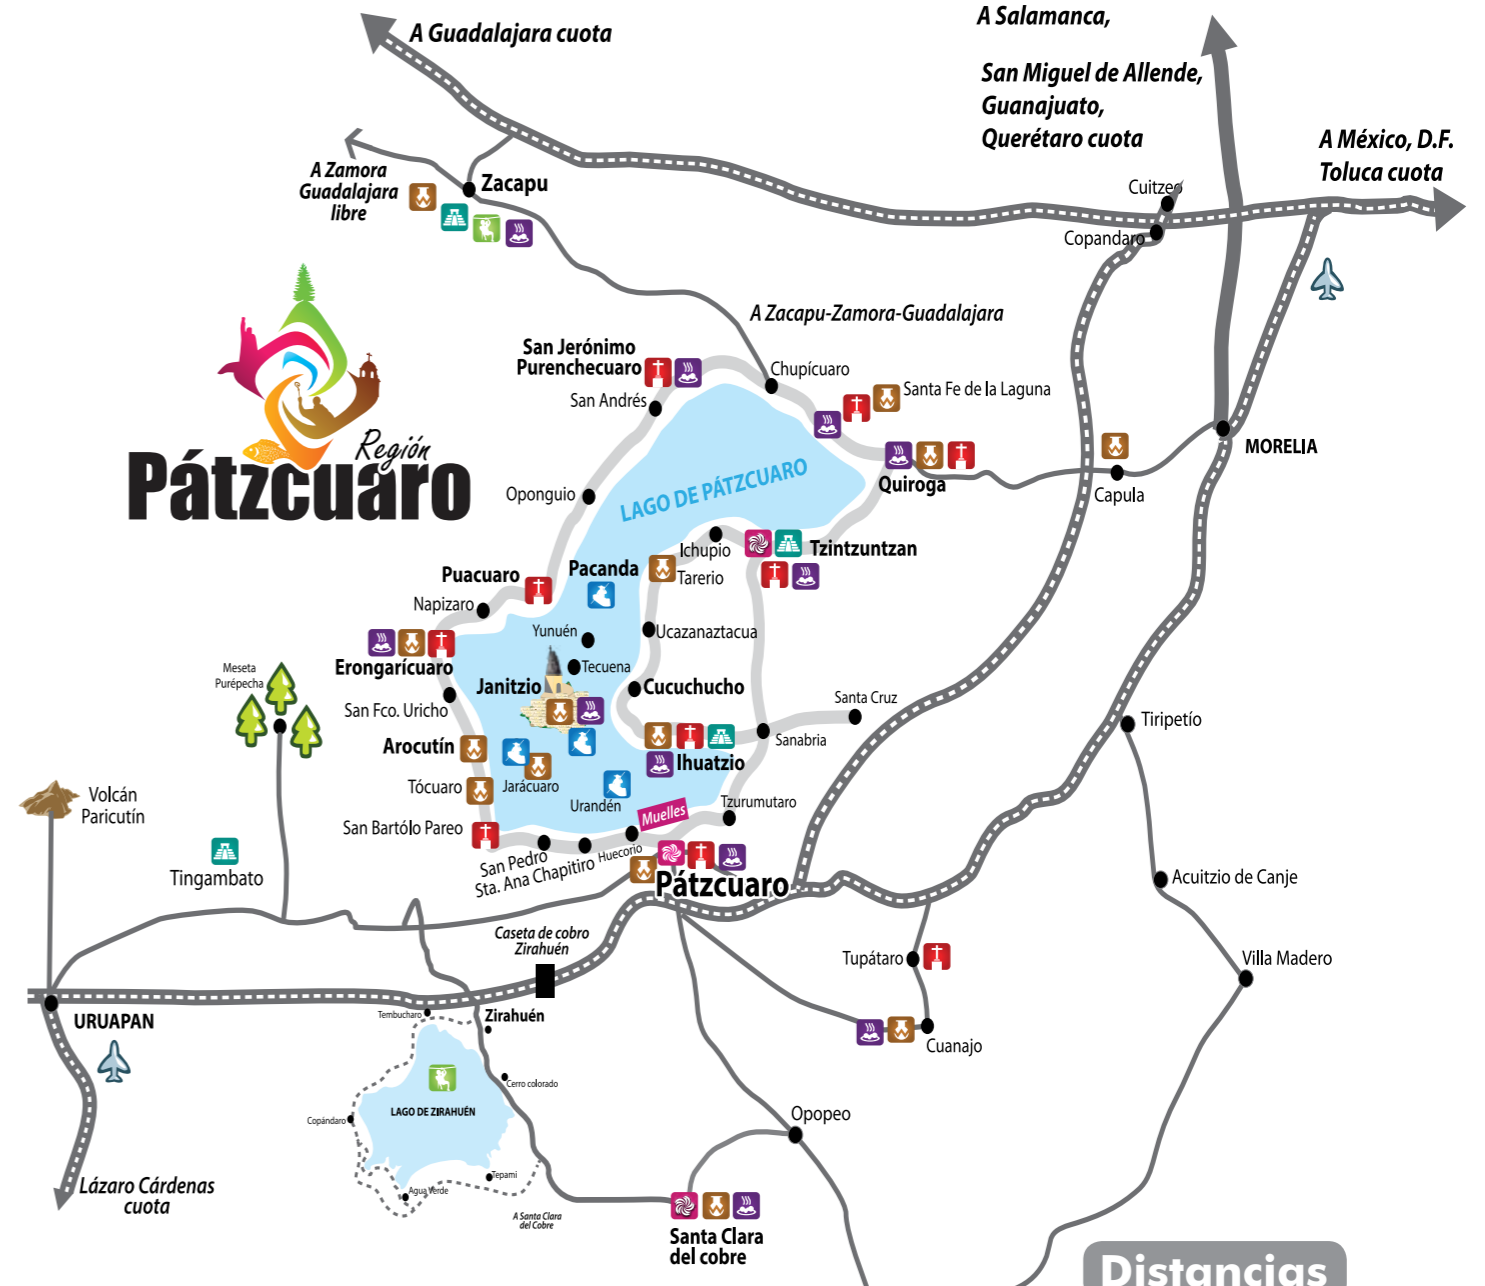 A Guadalajara cuota
A Salamanca,
San Miguel de Allende,
Guanajuato,
Querétaro cuota
A México, D.F.
Toluca cuota
A Zamora
Guadalajara
libre
Zacapu
Cuitzeo
Copandaro
A Zacapu-Zamora-Guadalajara
San Jerónimo
Purenchecuaro
Chupícuaro
San Andrés
Santa Fe de la Laguna
Región
Pátzcuaro
MORELIA
LAGO DE PÁTZCUARO
Quiroga
Capula
Oponguio
Ichupio
Tzintzuntzan
Puacuaro
Pacanda
Tarerio
Napizaro
Yunuén
Ucazanaztacua
Erongarícuaro
Tecuena
Meseta
Purépecha
Janitzio
Cucuchucho
San Fco. Uricho
Santa Cruz
Tiripetío
Arocutín
Sanabria
Ihuatzio
Tócuaro
Jarácuaro
Urandén
Volcán
Paricutín
Muelles
Tzurumutaro
San Bartólo Pareo
San Pedro
Sta. Ana Chapitiro
Huecorio
Tingambato
Pátzcuaro
Acuitzio de Canje
Caseta de cobro
Zirahuén
Tupátaro
Villa Madero
URUAPAN
Tembucharo
Zirahuén
Cuanajo
Cerro colorado
LAGO DE ZIRAHUÉN
Copándaro
Opopeo
Tepami
Agua Verde
Lázaro Cárdenas
cuota
A Santa Clara
del Cobre
Santa Clara
del cobre
Distancias